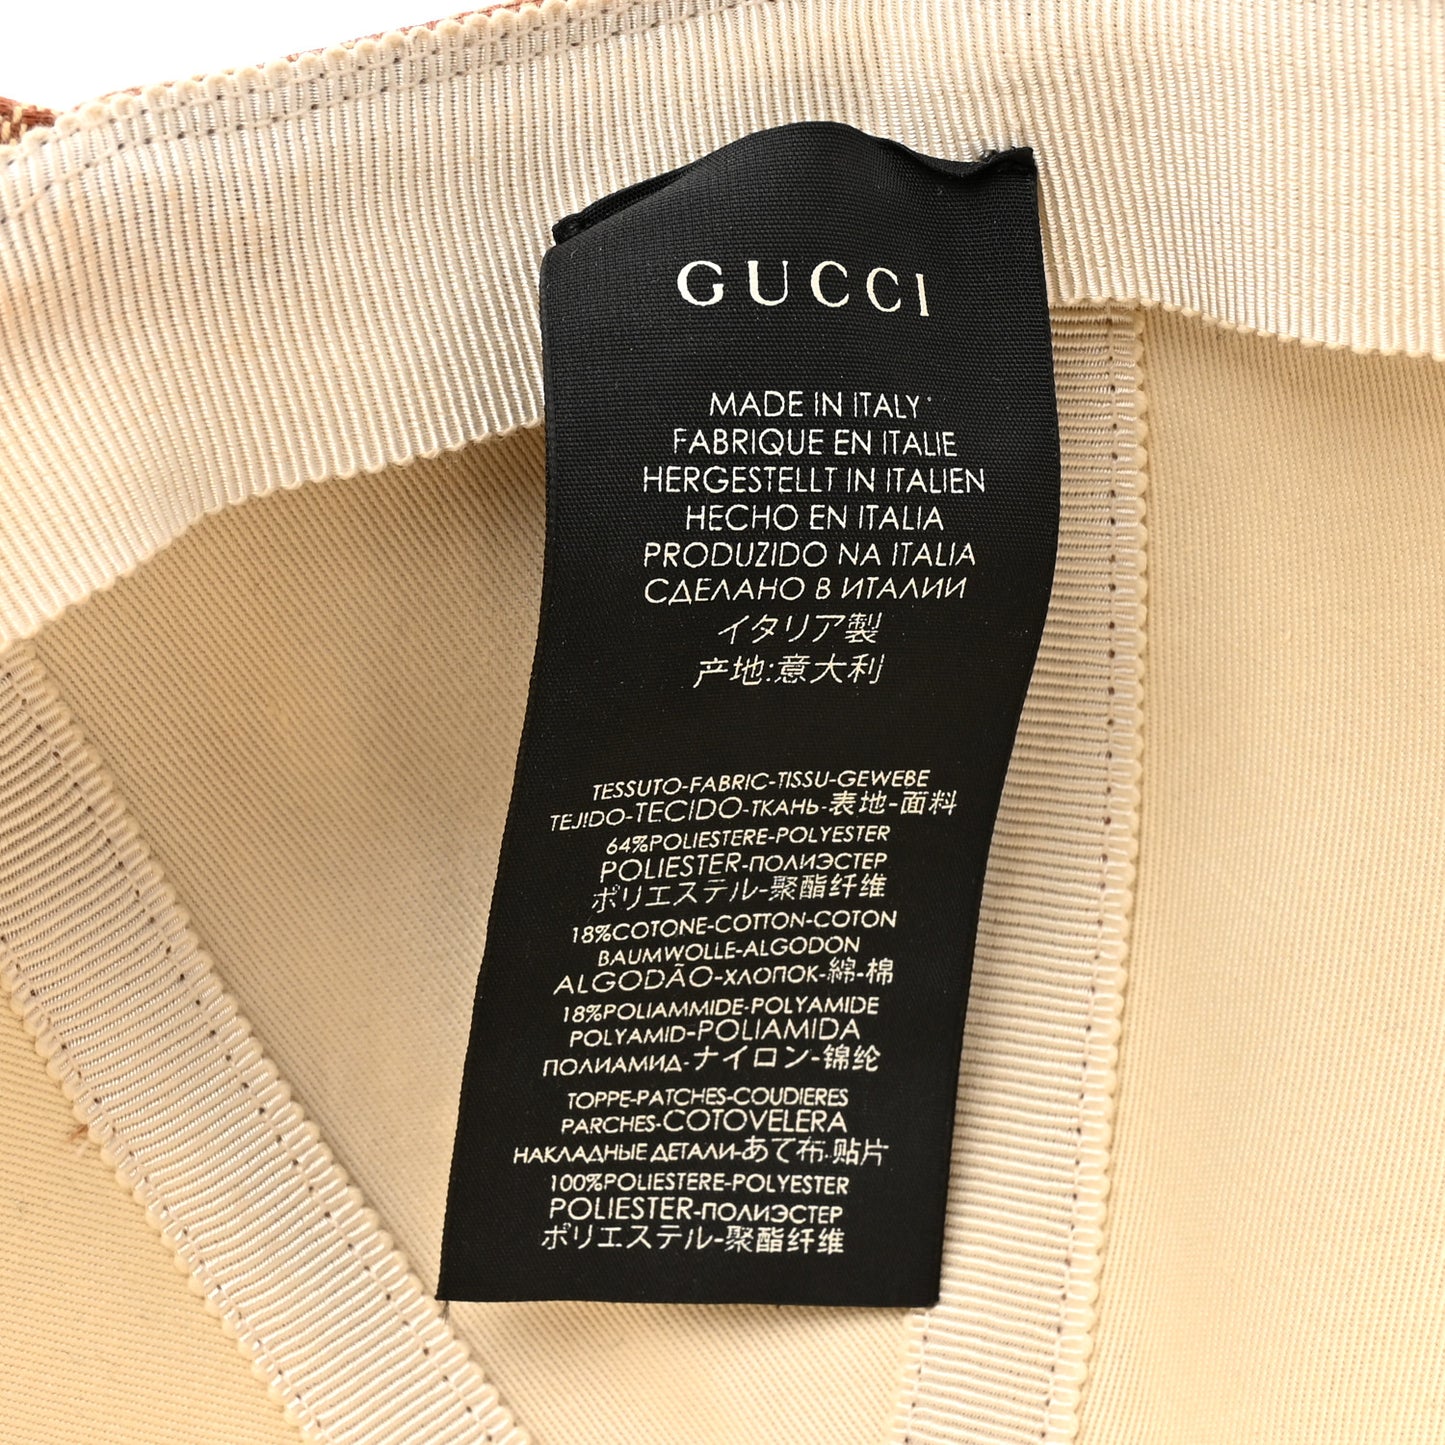 GUCCI
MADE IN ITALY
FABRIQUE EN ITALIE
HERGESTELLT IN ITALIEN
HECHO EN ITALIA
PRODUZIDO NA ITALIA
СДЕЛАНО В ИТАЛИИ
イタリア製
产地:意大利
TESSUTO-FABRIC-TISSU-GEWEBE
TEJIDO-TECIDO-ТКАНЬ-表地-面料
64%POLIESTERE-POLYESTER
POLIESTER-ПОЛИЭСТЕР
ポリエステル-聚酯纤维
18%COTONE-COTTON-COTON
BAUMWOLLE-ALGODON
ALGODÃO-ХЛОПОК-綿-棉
18%POLIAMMIDE-POLYAMIDE
POLYAMID-POLIAMIDA
ПОЛИАМИД-ナイロン-锦纶
TOPPE-PATCHES-COUDIERES
PARCHES-COTOVELERA
НАКЛАДНЫЕ ДЕТАЛИ-あて布-贴片
100%POLIESTERE-POLYESTER
POLIESTER-ПОЛИЭСТЕР
ポリエステル-聚酯纤维